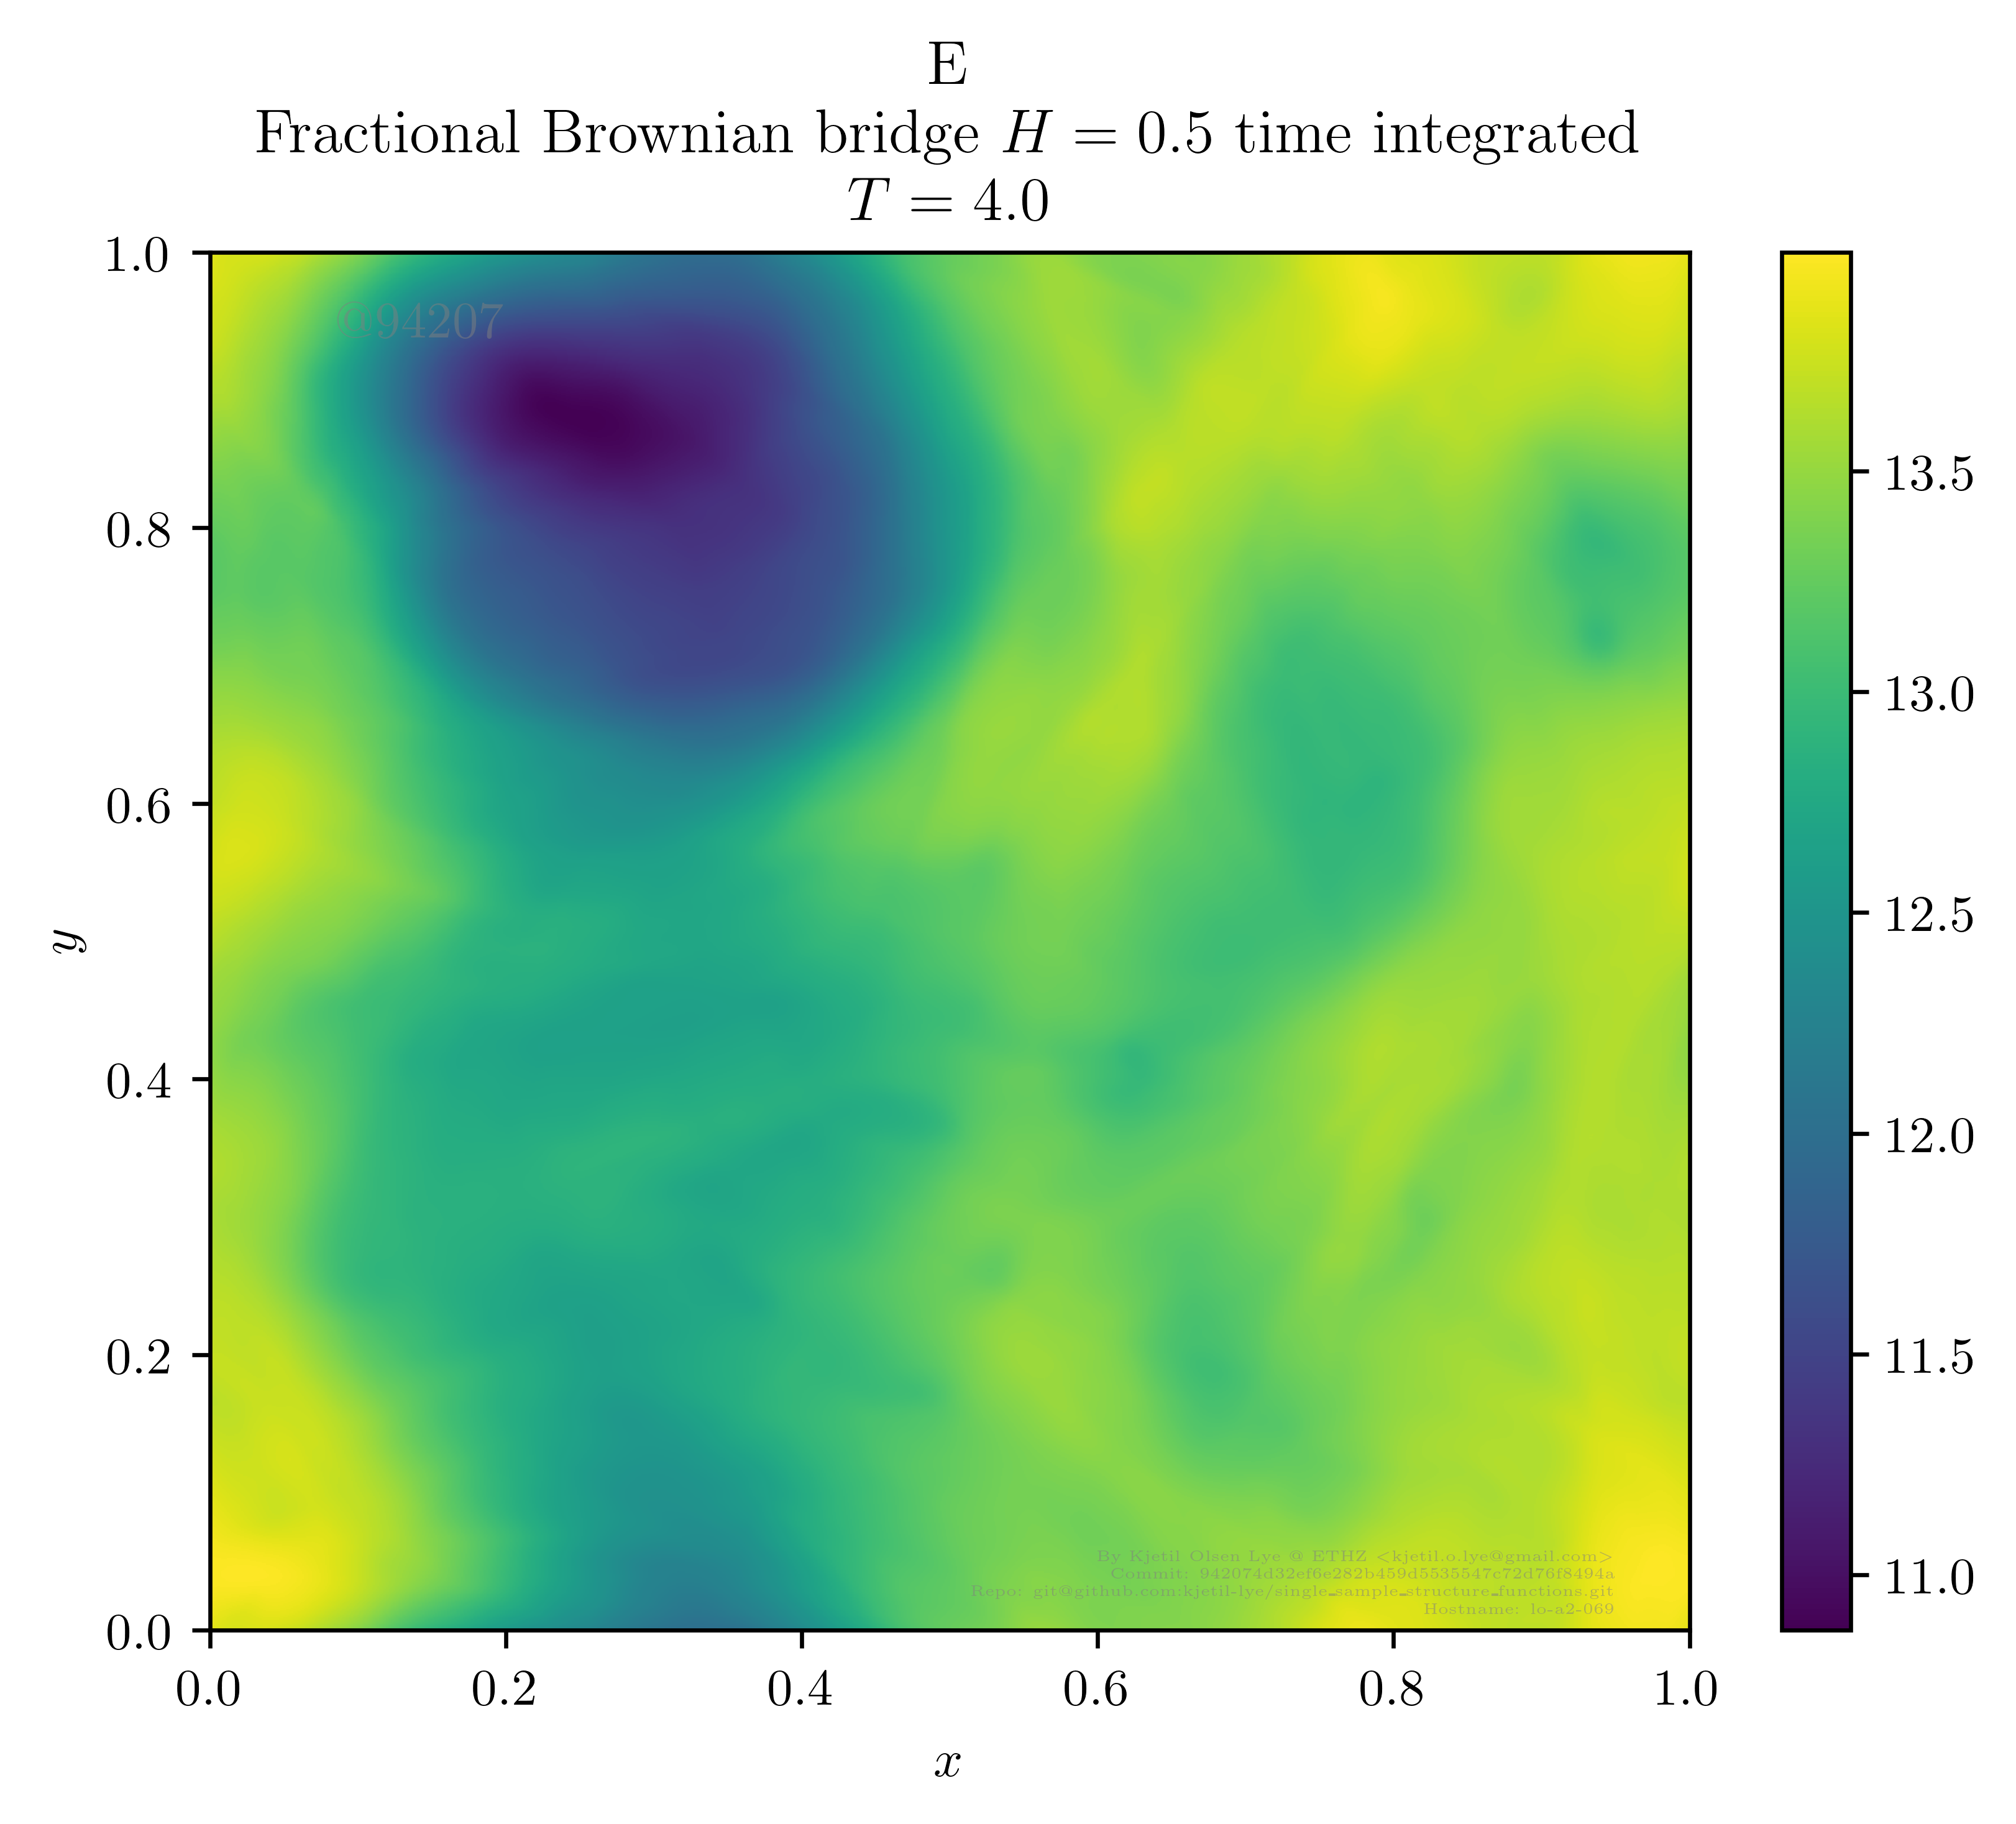 E
Fractional Brownian bridge H = 0.5 time integrated
T = 4.0
@94207
1.0
0.8
0.6
0.4
0.2
0.0
y
0.0 0.2 0.4 0.6 0.8 1.0
x
13.5
13.0
12.5
12.0
11.5
11.0
By Kjetil Olsen Lye @ ETHZ <kjetil.o.lye@gmail.com>
Commit: 942074d32ef6e282b459d5535547c72d76f8494a
Repo: git@github.com:kjetil-lye/single_sample_structure_functions.git
Hostname: lo-a2-069